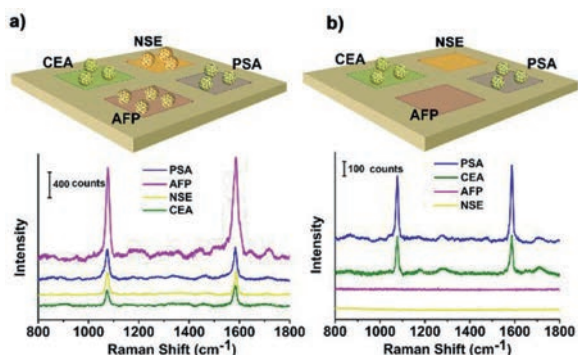 a)
NSE
CEA
PSA
AFP
400 counts
PSA
AFP
NSE
CEA
Intensity
800 1000 1200 1400 1600 1800
Raman Shift (cm-1)
b)
NSE
CEA
PSA
AFP
100 counts
PSA
CEA
AFP
NSE
Intensity
800 1000 1200 1400 1600 1800
Raman Shift (cm-1)